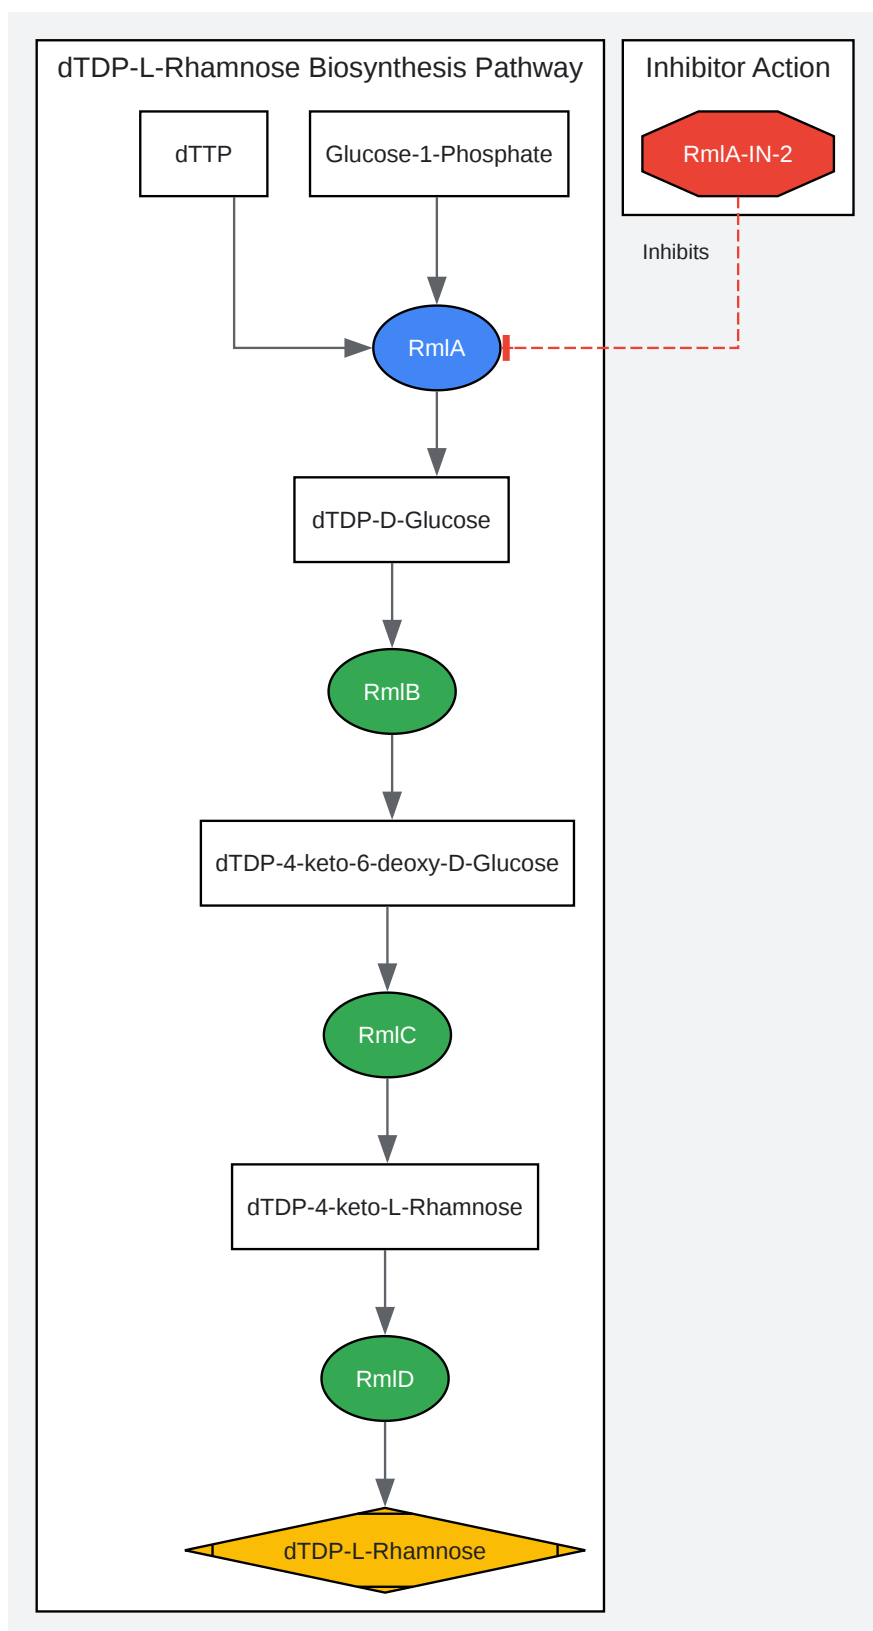 dTDP-L-Rhamnose Biosynthesis Pathway
Inhibitor Action
dTTP
Glucose-1-Phosphate
RmlA-IN-2
Inhibits
RmlA
dTDP-D-Glucose
RmlB
dTDP-4-keto-6-deoxy-D-Glucose
RmlC
dTDP-4-keto-L-Rhamnose
RmlD
dTDP-L-Rhamnose